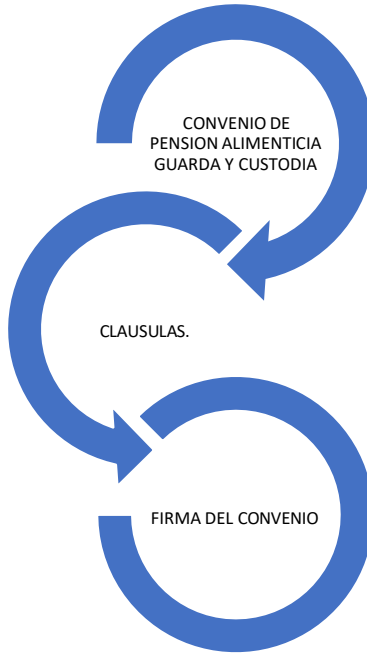 CONVENIO DE
PENSION ALIMENTICIA
GUARDA Y CUSTODIA
CLAUSULAS.
FIRMA DEL CONVENIO